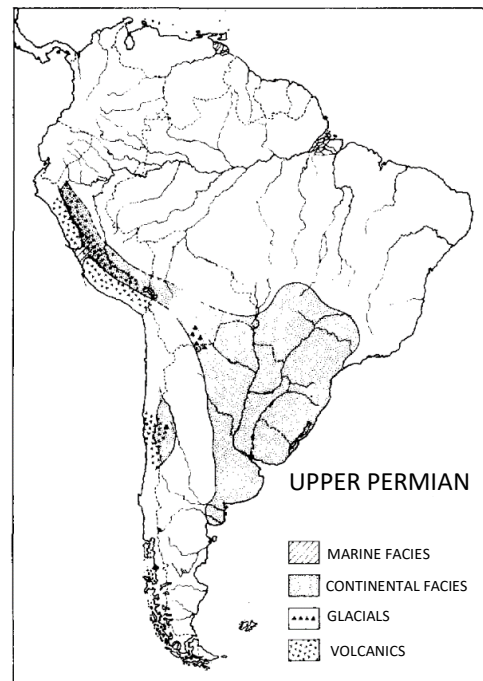 UPPER PERMIAN
MARINE FACIES
CONTINENTAL FACIES
GLACIALS
VOLCANICS